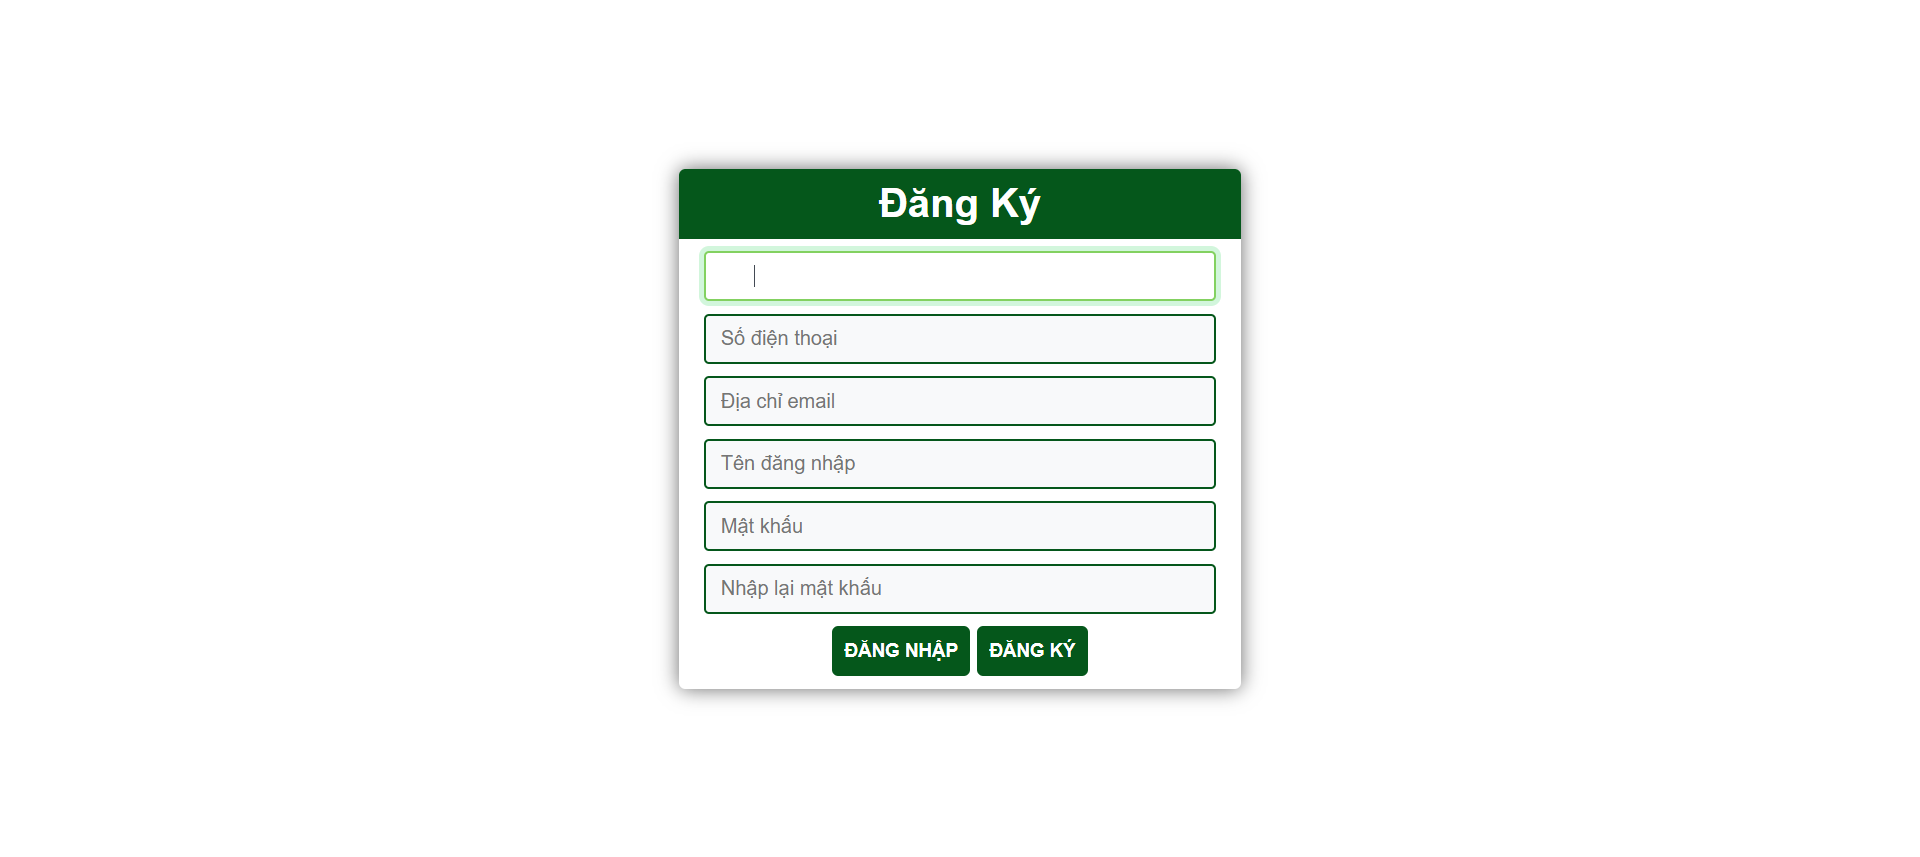 Đăng Ký
Số điện thoại
Địa chỉ email
Tên đăng nhập
Mật khẩu
Nhập lại mật khẩu
ĐĂNG NHẬP ĐĂNG KÝ